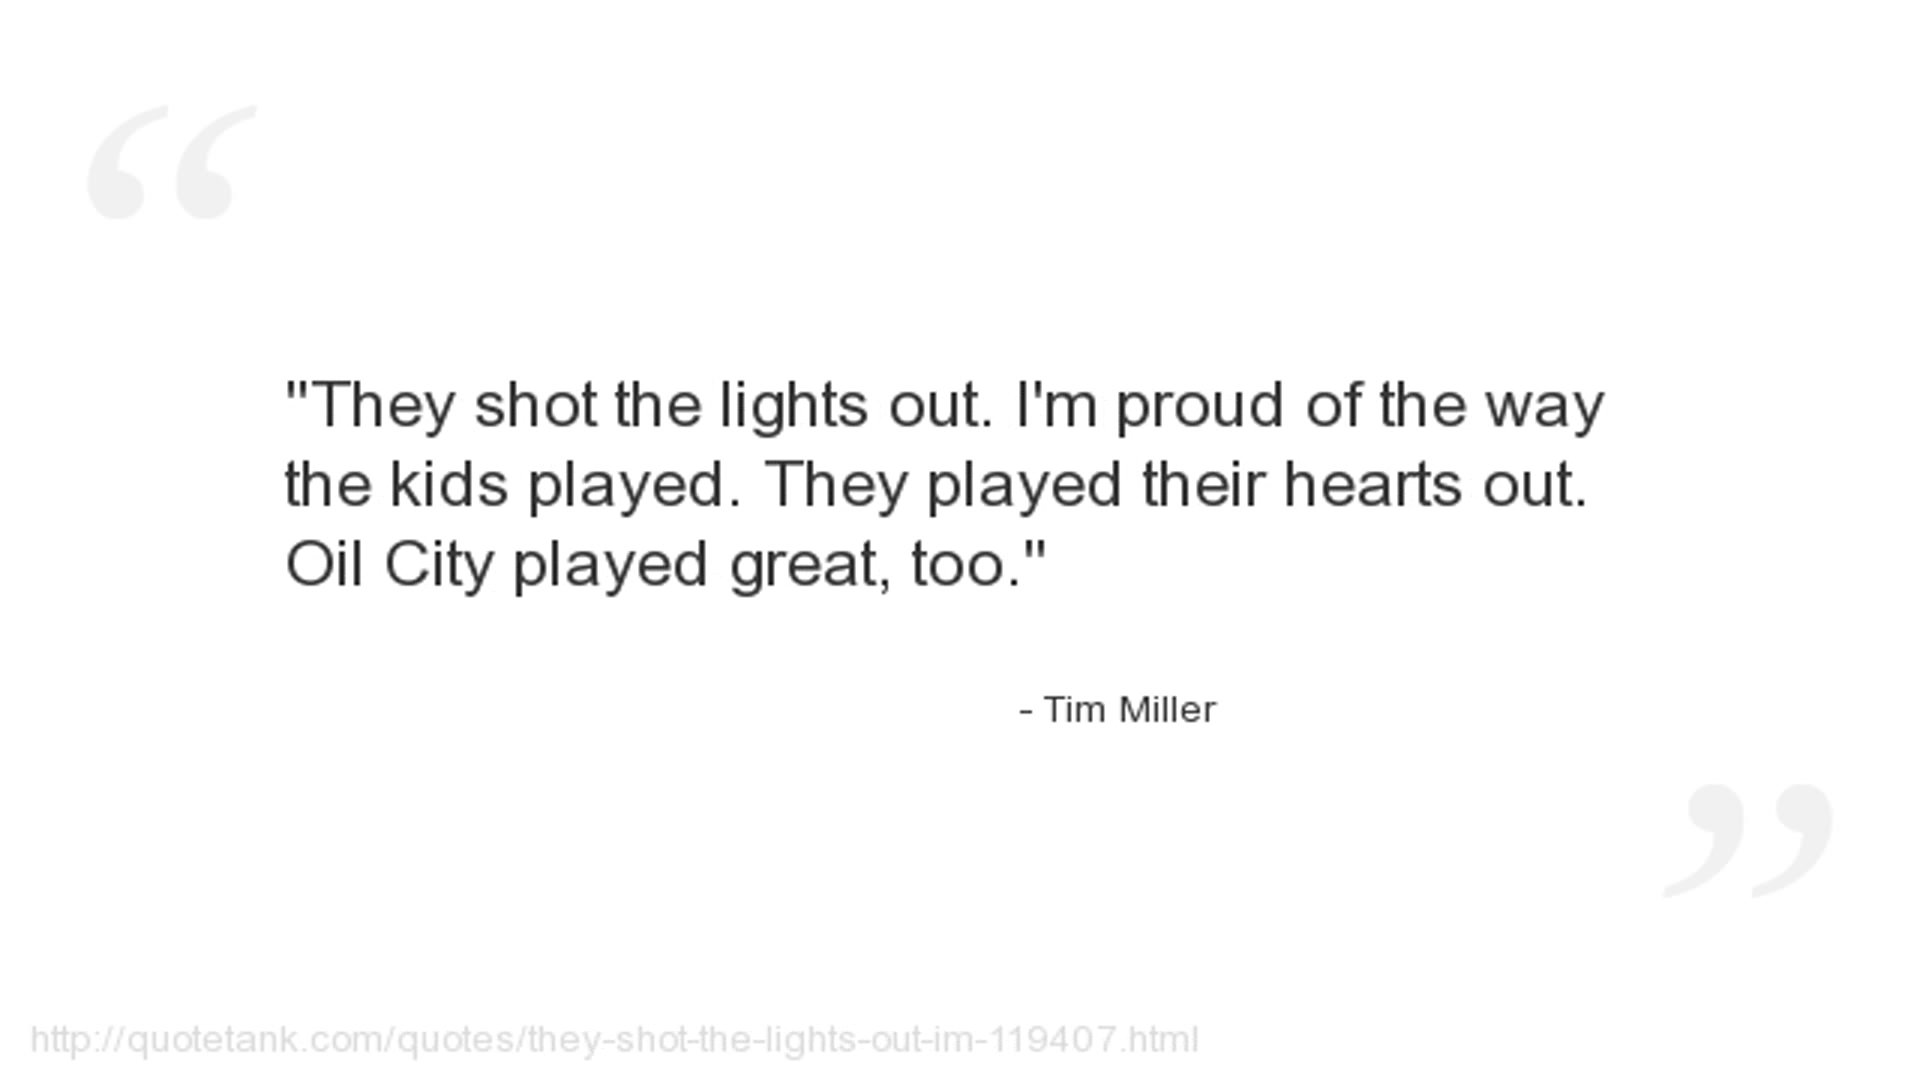 "They shot the lights out. I'm proud of the way
the kids played. They played their hearts out.
Oil City played great, too."
- Tim Miller
http://quotetank.com/quotes/they-shot-the-lights-out-im-119407.html